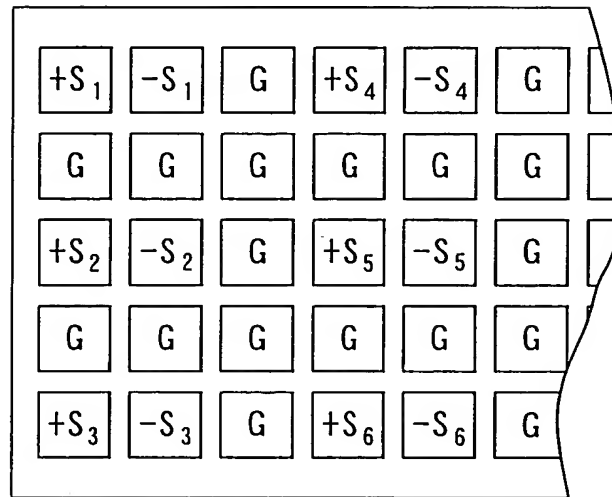 +S₁ −S₁ G +S₄ −S₄ G
G G G G G G
+S₂ −S₂ G +S₅ −S₅ G
G G G G G G
+S₃ −S₃ G +S₆ −S₆ G